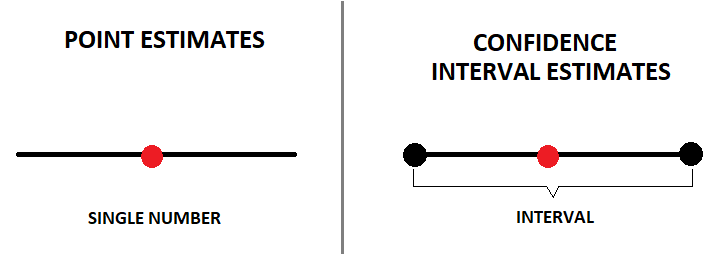 POINT ESTIMATES
SINGLE NUMBER
CONFIDENCE
INTERVAL ESTIMATES
INTERVAL